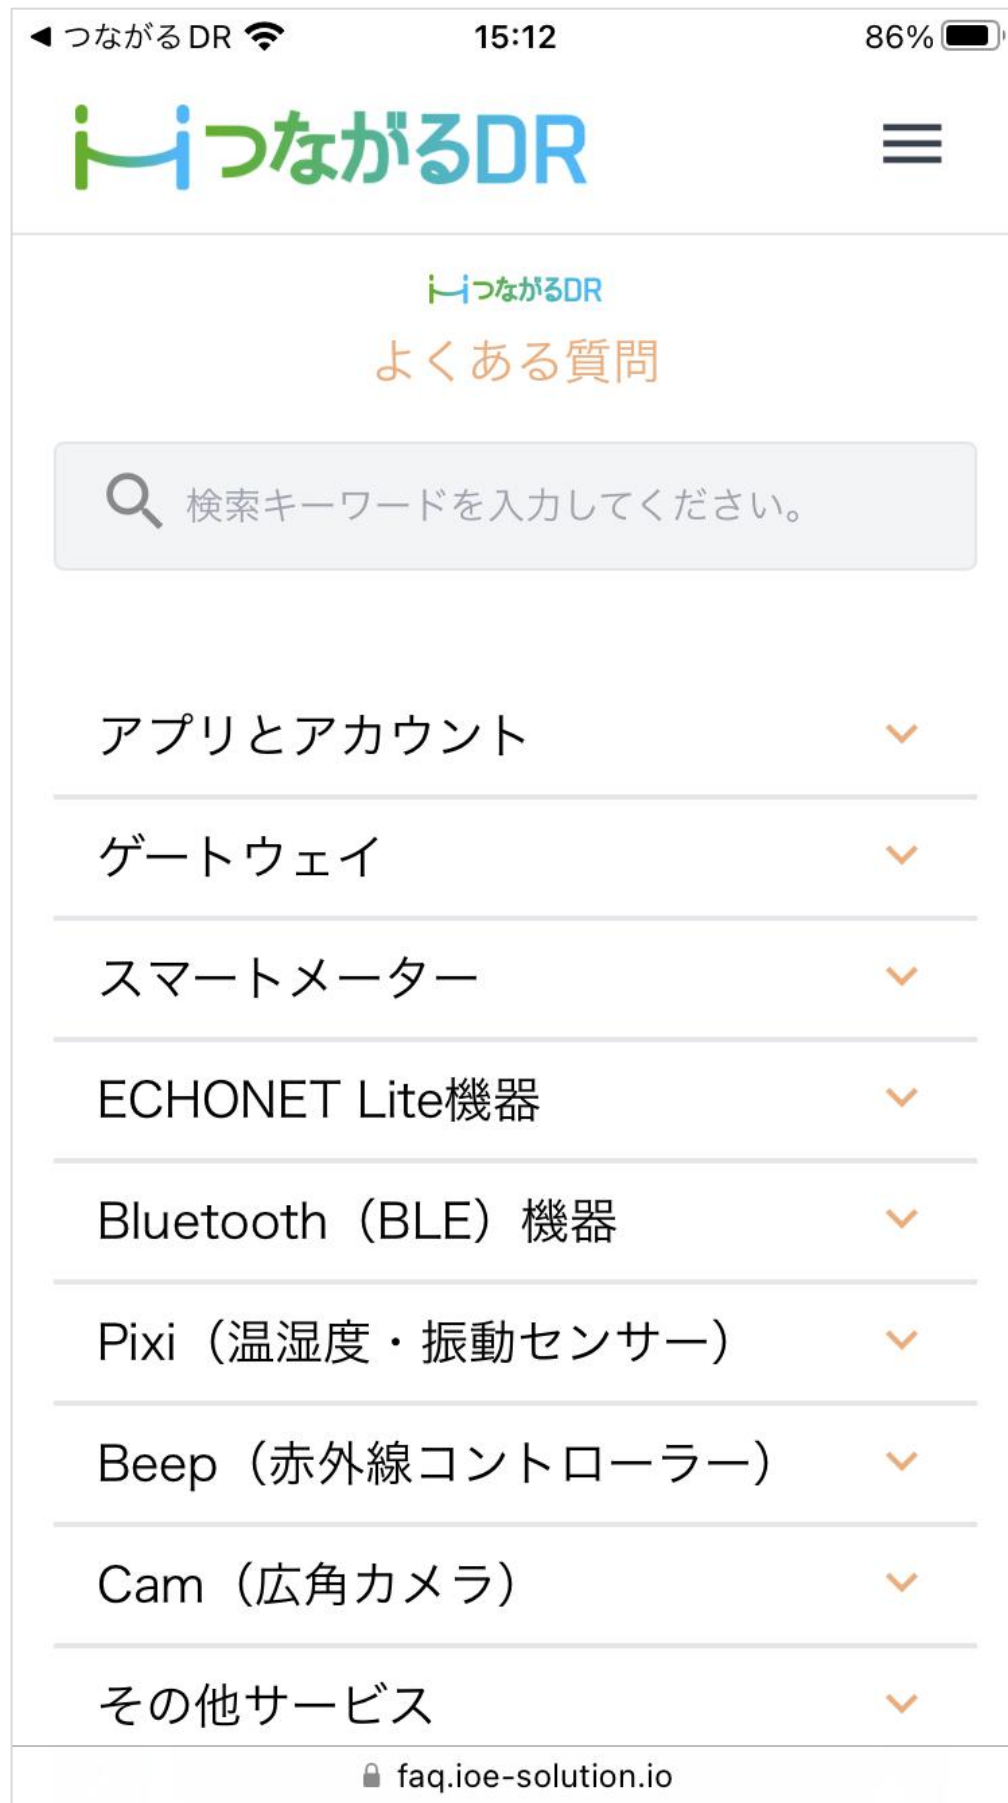 ◀ つながるDR
15:12
86%
つながるDR
つながるDR
よくある質問
検索キーワードを入力してください。
アプリとアカウント
ゲートウェイ
スマートメーター
ECHONET Lite機器
Bluetooth（BLE）機器
Pixi（温湿度・振動センサー）
Beep（赤外線コントローラー）
Cam（広角カメラ）
その他サービス
faq.ioe-solution.io